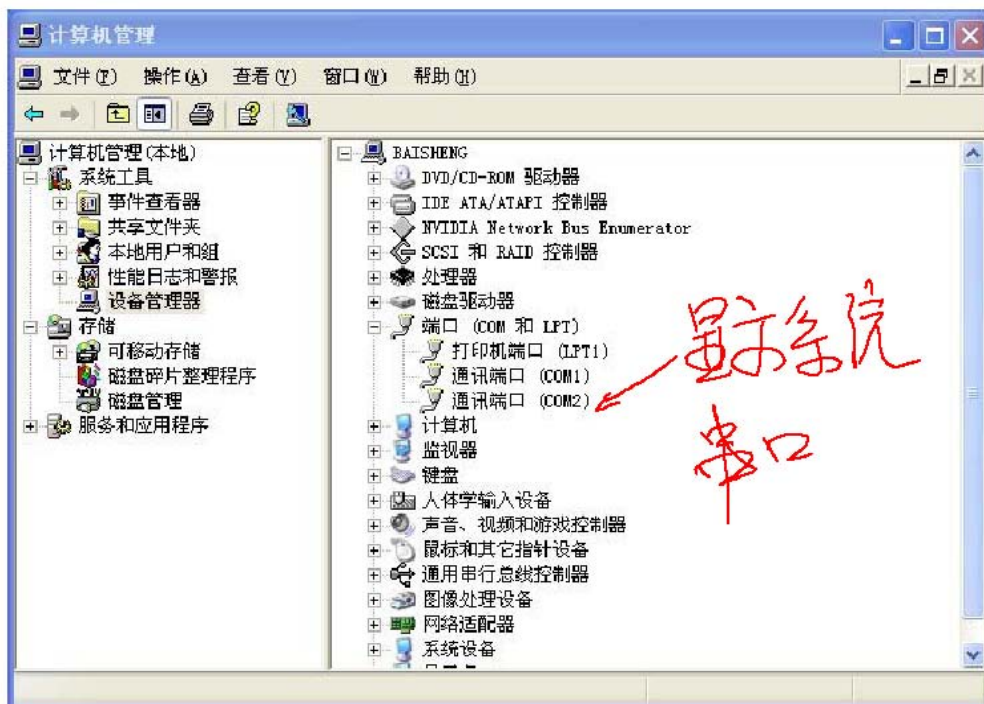 计算机管理
文件(F) 操作(A) 查看(V) 窗口(W) 帮助(H)
计算机管理(本地)
系统工具
事件查看器
共享文件夹
本地用户和组
性能日志和警报
设备管理器
存储
可移动存储
磁盘碎片整理程序
磁盘管理
服务和应用程序
BAISHENG
DVD/CD-ROM 驱动器
IDE ATA/ATAPI 控制器
NVIDIA Network Bus Enumerator
SCSI 和 RAID 控制器
处理器
磁盘驱动器
端口 (COM 和 LPT)
打印机端口 (LPT1)
通讯端口 (COM1)
通讯端口 (COM2)
计算机
监视器
键盘
人体学输入设备
声音、视频和游戏控制器
鼠标和其它指针设备
通用串行总线控制器
图像处理设备
网络适配器
系统设备
显示系统
串口